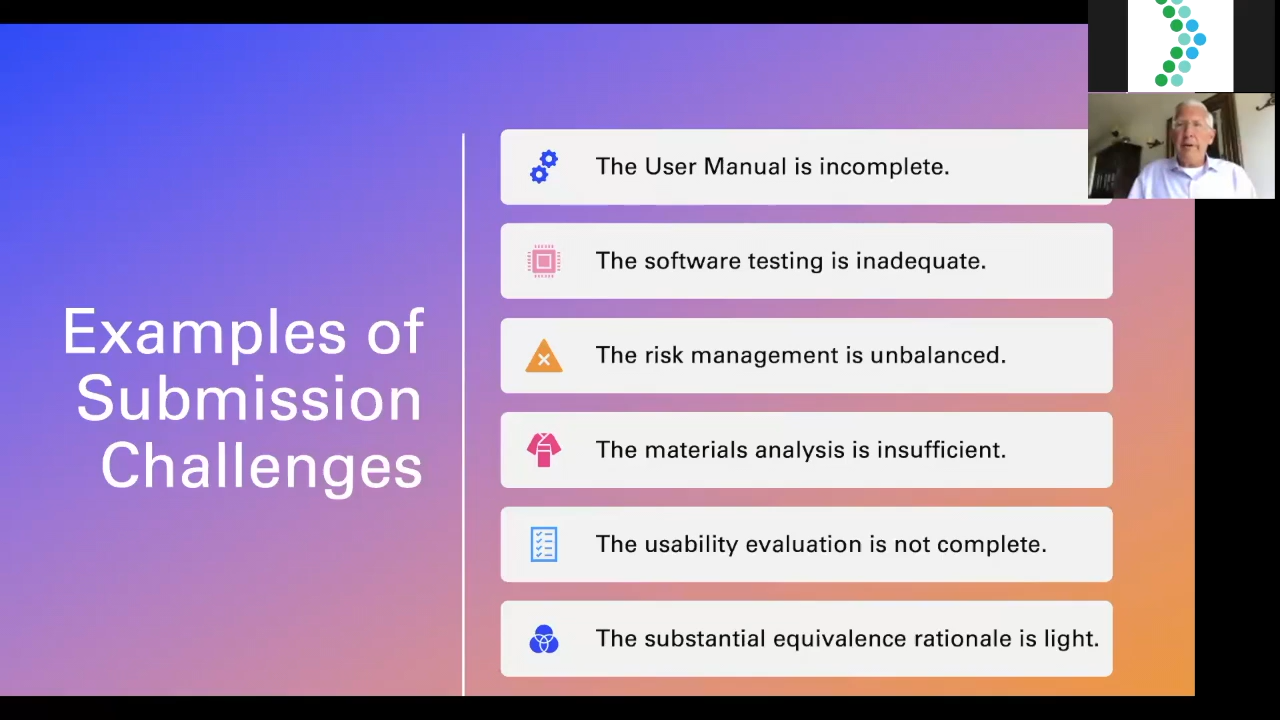 Examples of
Submission
Challenges
The User Manual is incomplete.
The software testing is inadequate.
The risk management is unbalanced.
The materials analysis is insufficient.
The usability evaluation is not complete.
The substantial equivalence rationale is light.